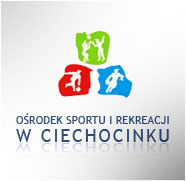 OŚRODEK SPORTU I REKREACJI
W CIECHOCINKU